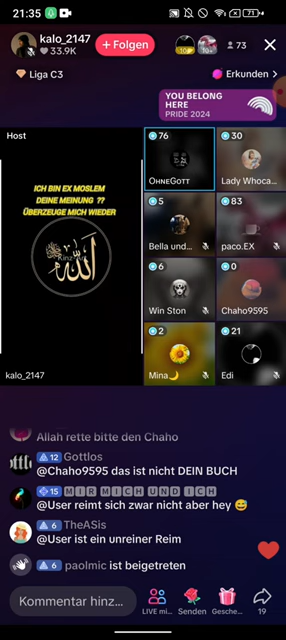 21:35
71
kalo_2147
33.9K
+ Folgen
73
Liga C3
Erkunden >
YOU BELONG
HERE
PRIDE 2024
Host
76
30
ICH BIN EX MOSLEM
DEINE MEINUNG ??
ÜBERZEUGE MICH WIEDER
الله
OHNEGOTT
Lady Whoca...
5
83
Bella und...
paco.EX
6
0
Win Ston
Chaho9595
2
21
kalo_2147
Mina🌙
Edi
Allah rette bitte den Chaho
12 Gottlos
@Chaho9595 das ist nicht DEIN BUCH
15 MIR MICH UND ICH
@User reimt sich zwar nicht aber hey 😅
6 TheASis
@User ist ein unreiner Reim
6 paolmic ist beigetreten
Kommentar hinz...
LIVE mi...
Senden
Gesche...
19